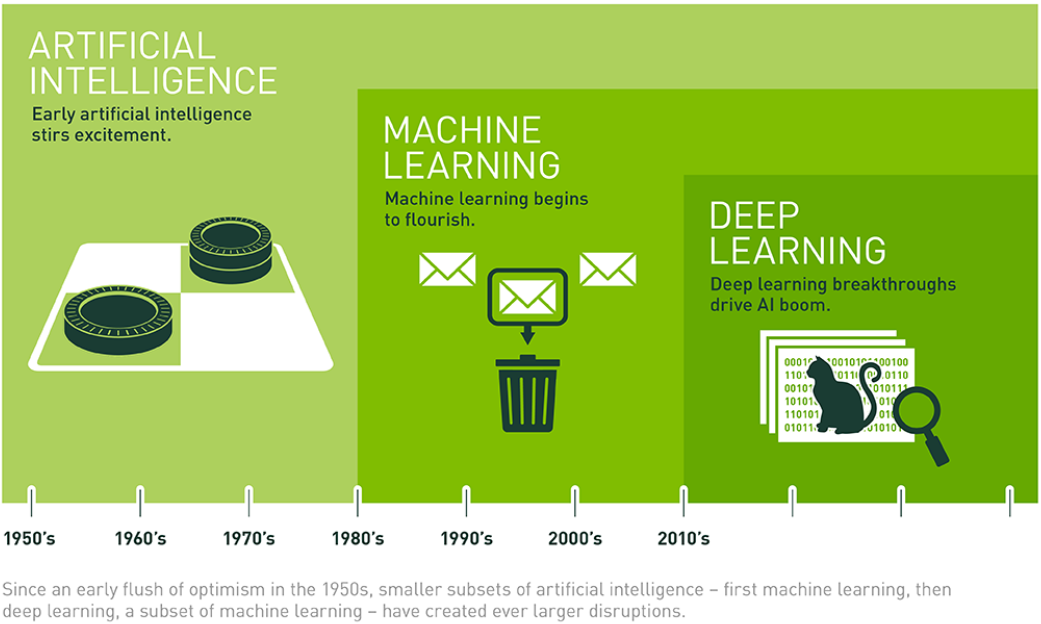 ARTIFICIAL
INTELLIGENCE
Early artificial intelligence
stirs excitement.
MACHINE
LEARNING
Machine learning begins
to flourish.
DEEP
LEARNING
Deep learning breakthroughs
drive AI boom.
1950's 1960's 1970's 1980's 1990's 2000's 2010's
Since an early flush of optimism in the 1950s, smaller subsets of artificial intelligence – first machine learning, then
deep learning, a subset of machine learning – have created ever larger disruptions.